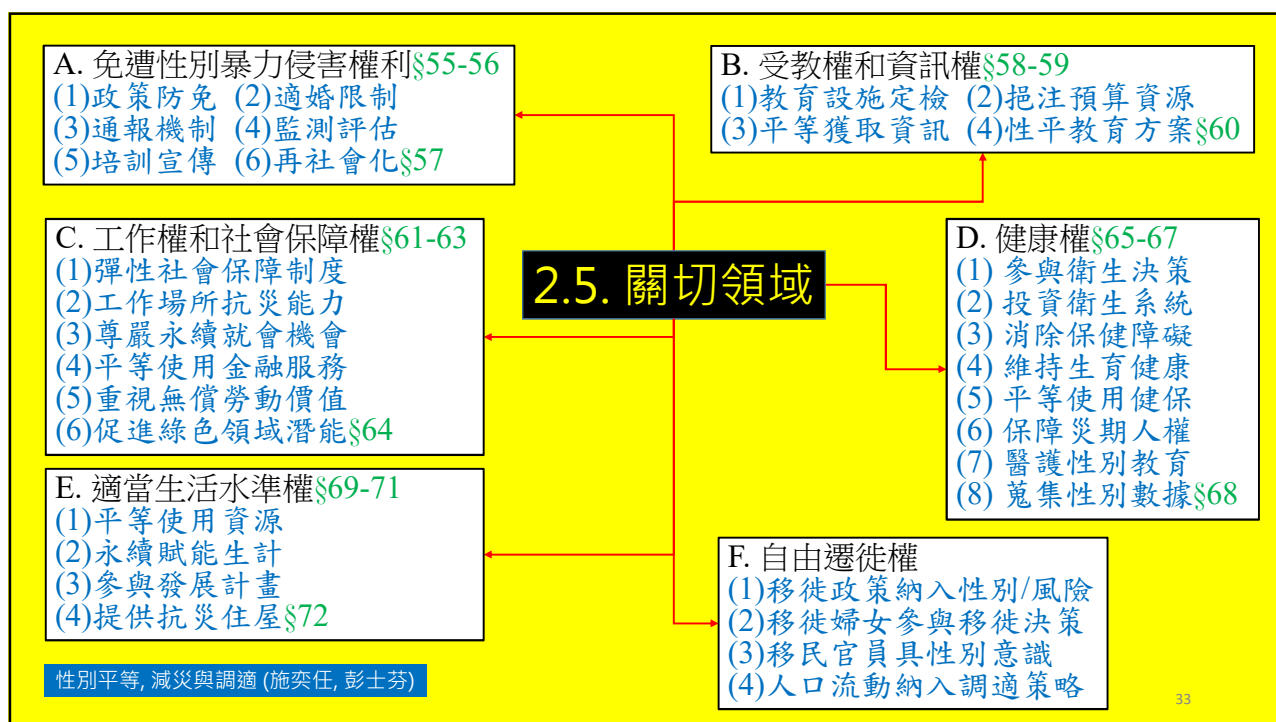 A. 免遭性別暴力侵害權利§55-56
(1)政策防免 (2)適婚限制
(3)通報機制 (4)監測評估
(5)培訓宣傳 (6)再社會化§57
B. 受教權和資訊權§58-59
(1)教育設施定檢 (2)挹注預算資源
(3)平等獲取資訊 (4)性平教育方案§60
2.5. 關切領域
C. 工作權和社會保障權§61-63
(1)彈性社會保障制度
(2)工作場所抗災能力
(3)尊嚴永續就會機會
(4)平等使用金融服務
(5)重視無償勞動價值
(6)促進綠色領域潛能§64
D. 健康權§65-67
(1) 參與衛生決策
(2) 投資衛生系統
(3) 消除保健障礙
(4) 維持生育健康
(5) 平等使用健保
(6) 保障災期人權
(7) 醫護性別教育
(8) 蒐集性別數據§68
E. 適當生活水準權§69-71
(1)平等使用資源
(2)永續賦能生計
(3)參與發展計畫
(4)提供抗災住屋§72
F. 自由遷徙權
(1)移徙政策納入性別/風險
(2)移徙婦女參與移徙決策
(3)移民官員具性別意識
(4)人口流動納入調適策略
性別平等, 減災與調適 (施奕任, 彭士芬)
33